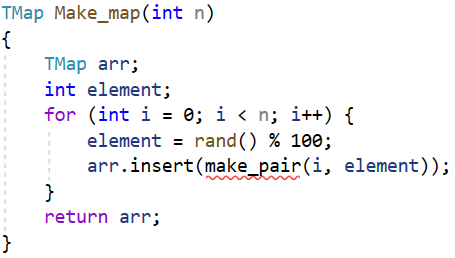 TMap Make_map(int n)
{
    TMap arr;
    int element;
    for (int i = 0; i < n; i++) {
        element = rand() % 100;
        arr.insert(make_pair(i, element));
    }
    return arr;
}